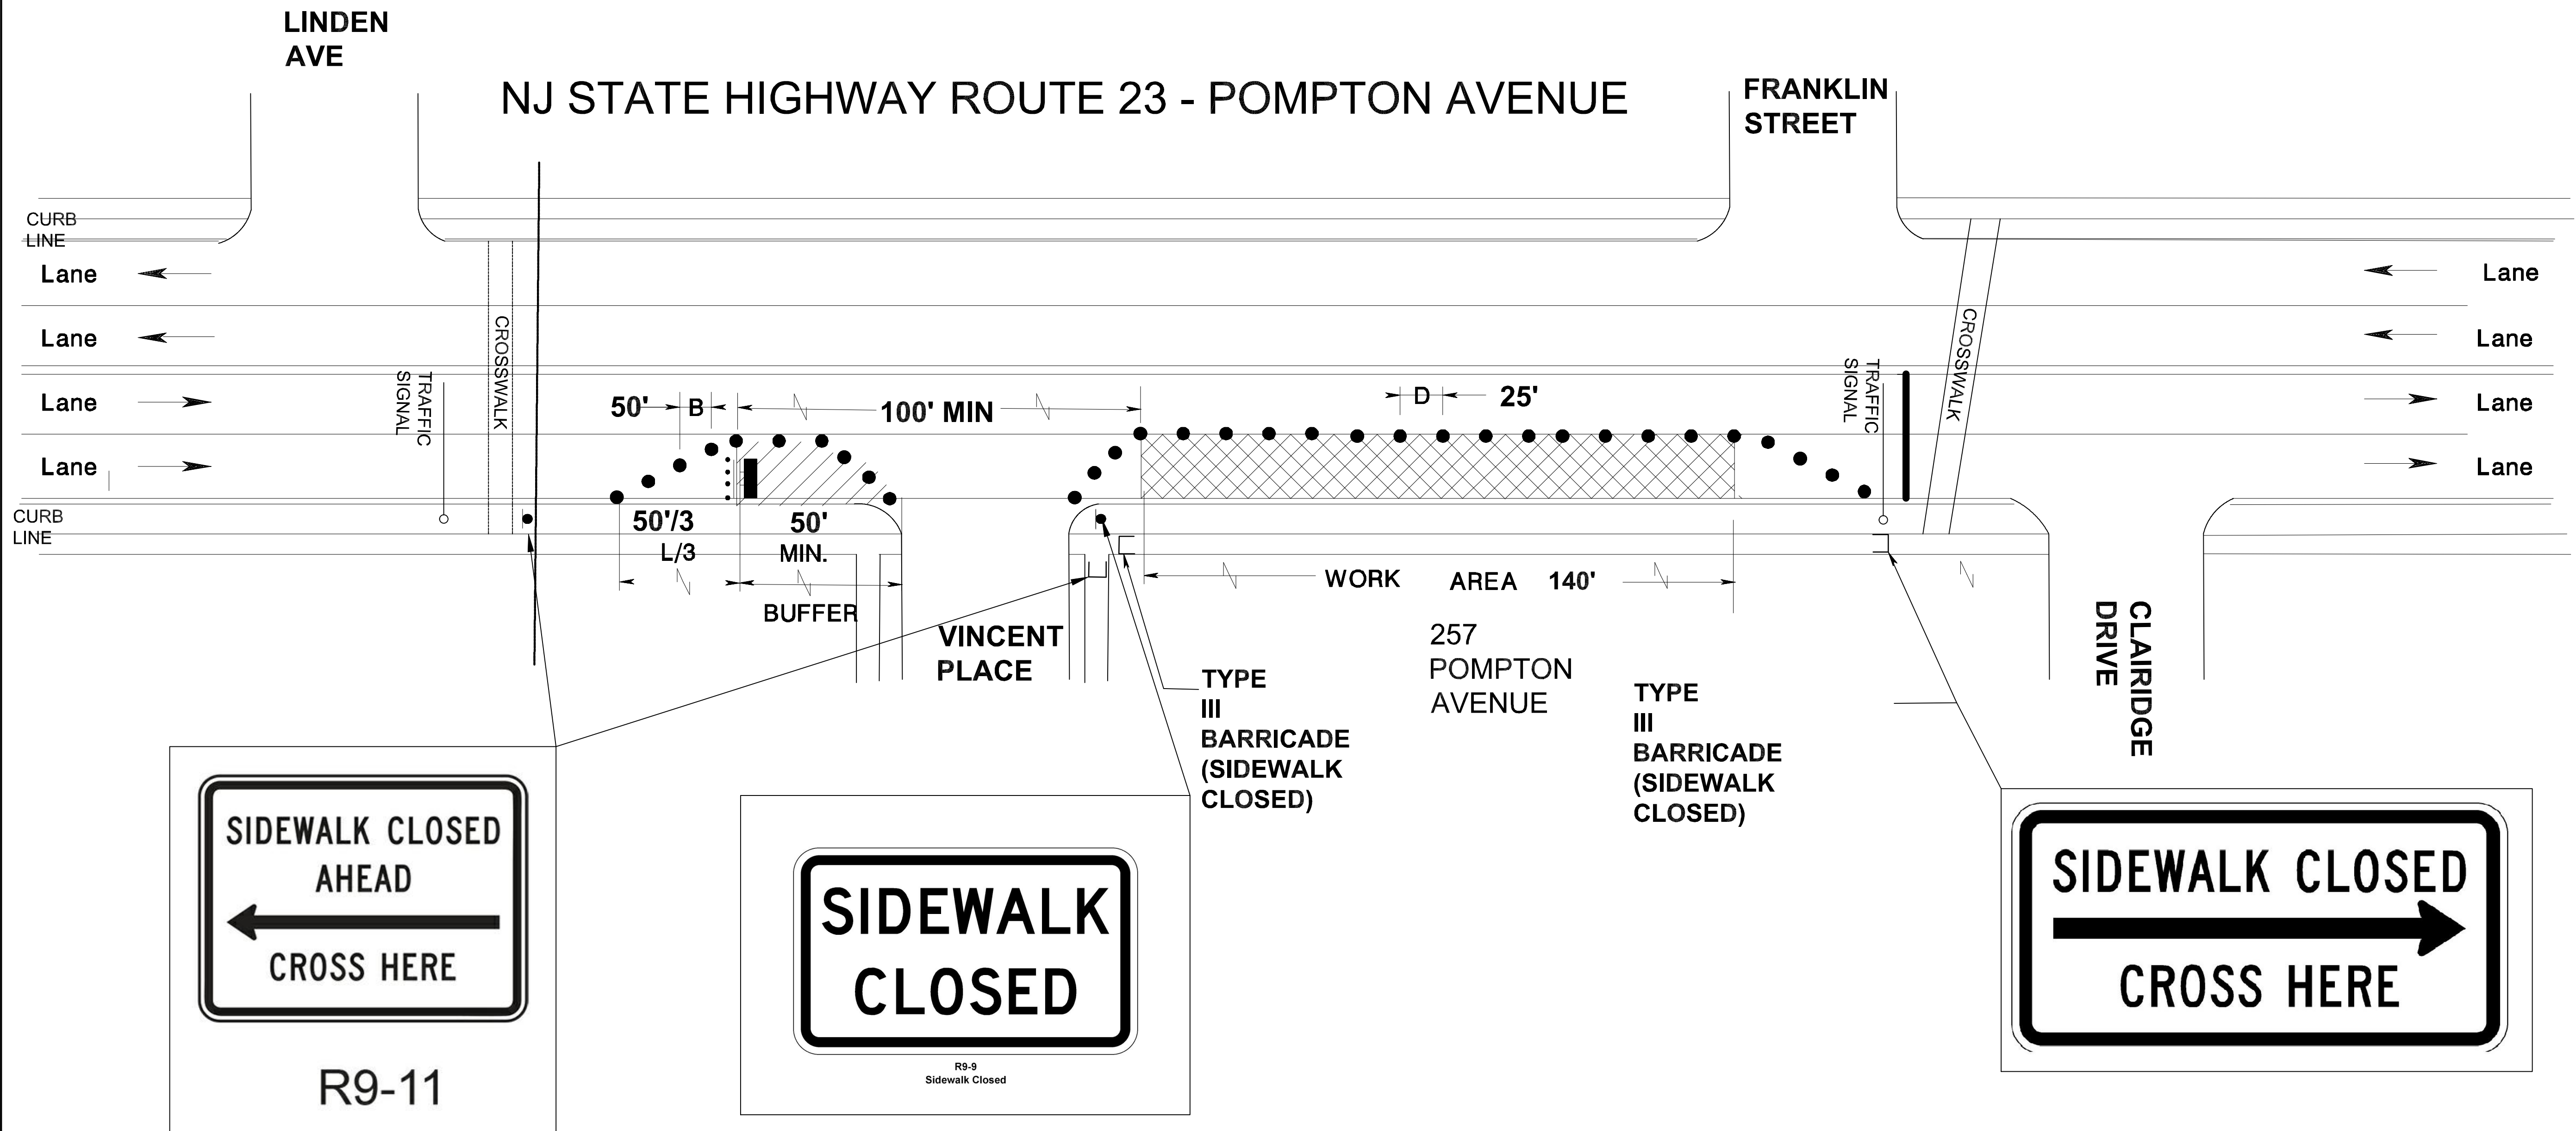 LINDEN
AVE
NJ STATE HIGHWAY ROUTE 23 - POMPTON AVENUE
FRANKLIN
STREET
CURB
LINE
Lane
Lane
Lane
Lane
CURB
LINE
TRAFFIC
SIGNAL
CROSSWALK
50'
B
100' MIN
D
25'
TRAFFIC
SIGNAL
CROSSWALK
Lane
Lane
Lane
Lane
50'/3
L/3
50'
MIN.
BUFFER
WORK AREA 140'
VINCENT
PLACE
257
POMPTON
AVENUE
CLAIRIDGE
DRIVE
TYPE
III
BARRICADE
(SIDEWALK
CLOSED)
TYPE
III
BARRICADE
(SIDEWALK
CLOSED)
SIDEWALK CLOSED
AHEAD
CROSS HERE
R9-11
SIDEWALK
CLOSED
R9-9
Sidewalk Closed
SIDEWALK CLOSED
CROSS HERE